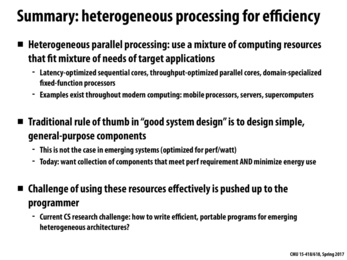 Summary: heterogeneous processing for efficiency
■ Heterogeneous parallel processing: use a mixture of computing resources
that fit mixture of needs of target applications
- Latency-optimized sequential cores, throughput-optimized parallel cores, domain-specialized
fixed-function processors
- Examples exist throughout modern computing: mobile processors, servers, supercomputers
■ Traditional rule of thumb in “good system design” is to design simple,
general-purpose components
- This is not the case in emerging systems (optimized for perf/watt)
- Today: want collection of components that meet perf requirement AND minimize energy use
■ Challenge of using these resources effectively is pushed up to the
programmer
- Current CS research challenge: how to write efficient, portable programs for emerging
heterogeneous architectures?
CMU 15-418/618, Spring 2017